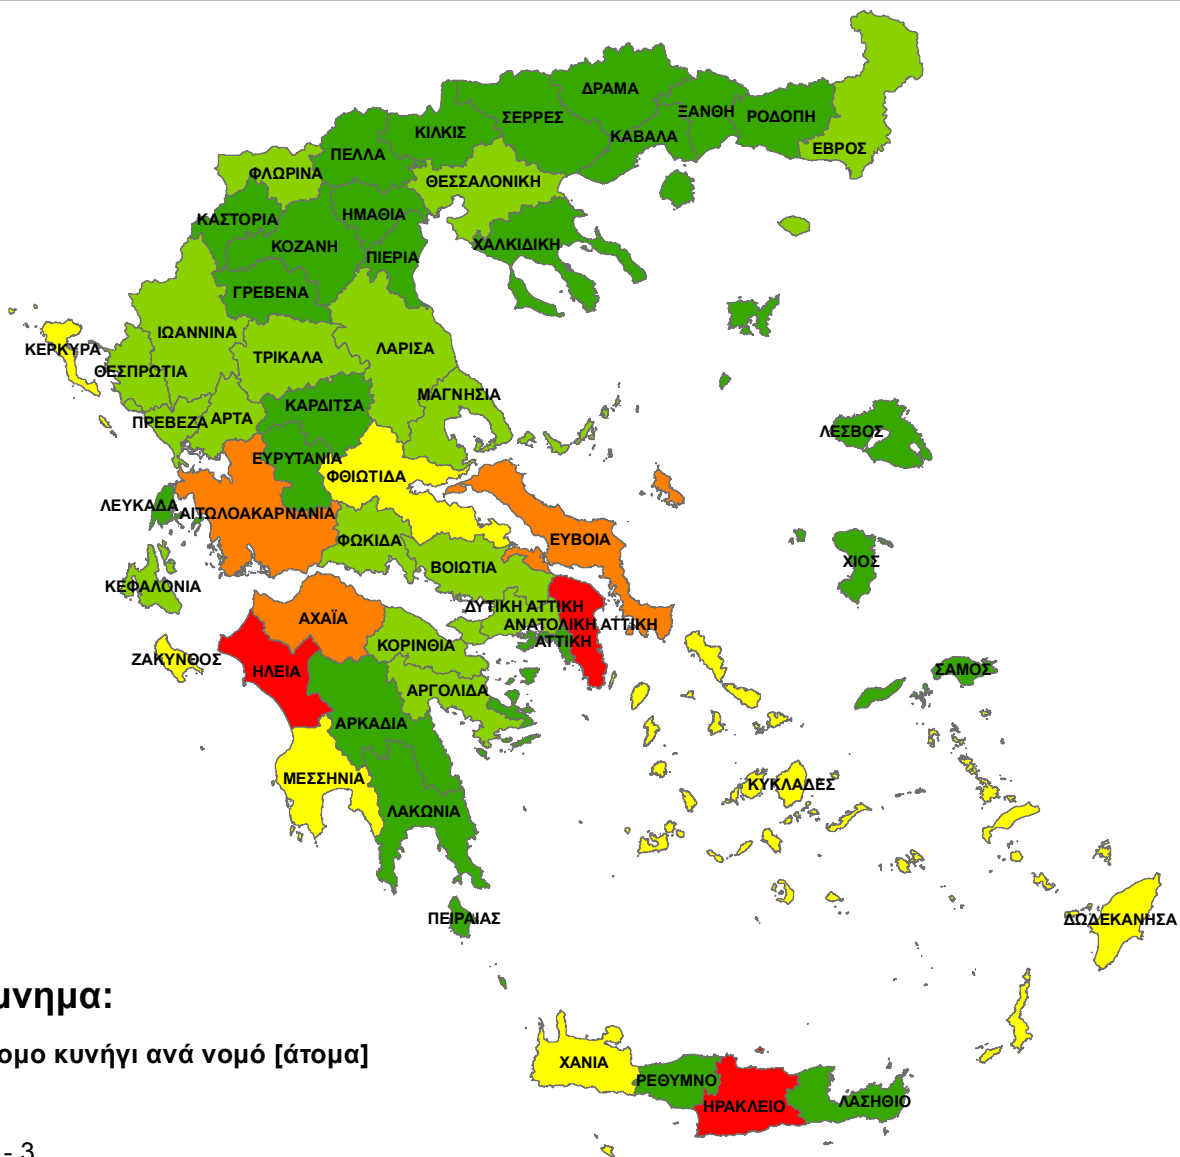 ΔΡΑΜΑ
ΞΑΝΘΗ
ΣΕΡΡΕΣ
ΡΟΔΟΠΗ
ΚΙΛΚΙΣ
ΚΑΒΑΛΑ
ΕΒΡΟΣ
ΠΕΛΛΑ
ΦΛΩΡΙΝΑ
ΘΕΣΣΑΛΟΝΙΚΗ
ΗΜΑΘΙΑ
ΚΑΣΤΟΡΙΑ
ΚΟΖΑΝΗ
ΧΑΛΚΙΔΙΚΗ
ΠΙΕΡΙΑ
ΓΡΕΒΕΝΑ
ΙΩΑΝΝΙΝΑ
ΚΕΡΚΥΡΑ
ΛΑΡΙΣΑ
ΤΡΙΚΑΛΑ
ΘΕΣΠΡΩΤΙΑ
ΜΑΓΝΗΣΙΑ
ΚΑΡΔΙΤΣΑ
ΠΡΕΒΕΖΑ
ΑΡΤΑ
ΛΕΣΒΟΣ
ΕΥΡΥΤΑΝΙΑ
ΦΘΙΩΤΙΔΑ
ΛΕΥΚΑΔΑ
ΑΙΤΩΛΟΑΚΑΡΝΑΝΙΑ
ΦΩΚΙΔΑ
ΕΥΒΟΙΑ
ΧΙΟΣ
ΒΟΙΩΤΙΑ
ΚΕΦΑΛΟΝΙΑ
ΔΥΤΙΚΗ ΑΤΤΙΚΗ
ΑΧΑΪΑ
ΑΝΑΤΟΛΙΚΗ ΑΤΤΙΚΗ
ΑΤΤΙΚΗ
ΚΟΡΙΝΘΙΑ
ΖΑΚΥΝΘΟΣ
ΗΛΕΙΑ
ΣΑΜΟΣ
ΑΡΓΟΛΙΔΑ
ΑΡΚΑΔΙΑ
ΜΕΣΣΗΝΙΑ
ΚΥΚΛΑΔΕΣ
ΛΑΚΩΝΙΑ
ΠΕΙΡΑΙΑΣ
ΔΩΔΕΚΑΝΗΣΑ
μνημα:
ομο κυνήγι ανά νομό [άτομα]
ΧΑΝΙΑ
ΡΕΘΥΜΝΟ
ΗΡΑΚΛΕΙΟ
ΛΑΣΗΘΙΟ
- 3